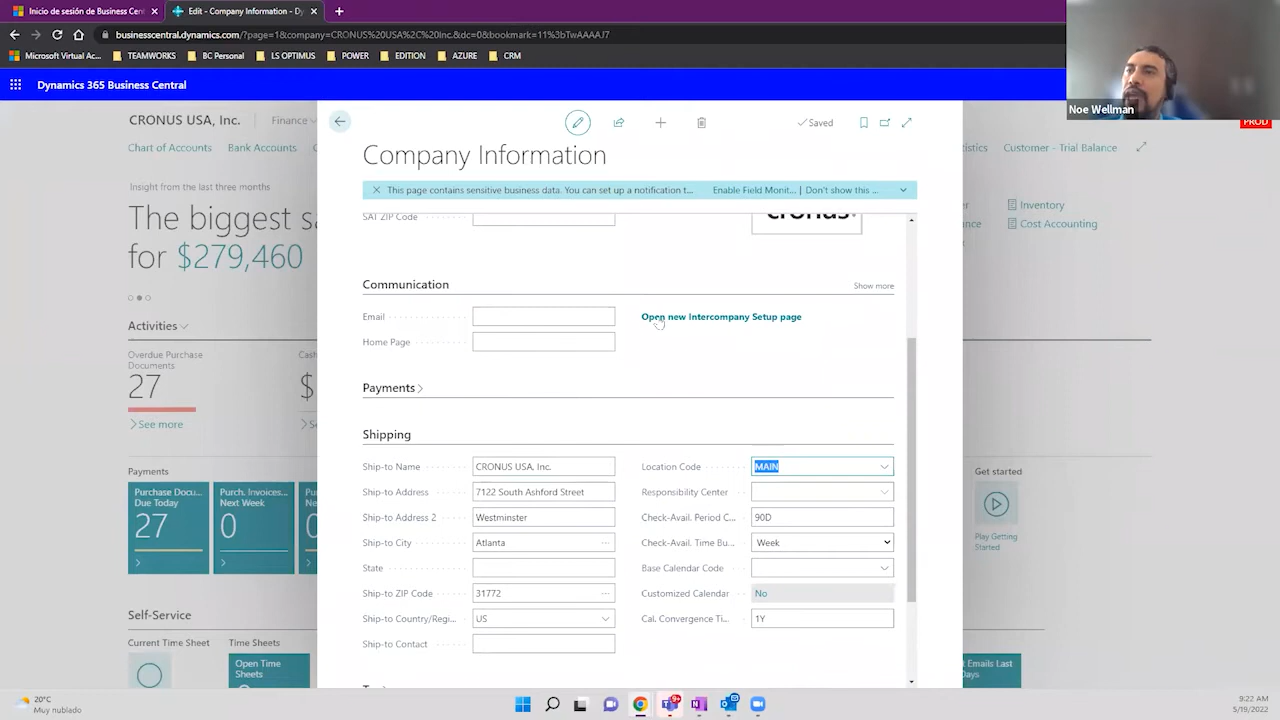 Inicio de sesión de Business Cent
Edit - Company Information - Dy
businesscentral.dynamics.com/?page=1&company=CRONUS%20USA%2C%20Inc.&dc=0&bookmark=11%3bTwAAAAJ7
Microsoft Virtual Ac...
TEAMWORKS
BC Personal
LS OPTIMUS
POWER
EDITION
AZURE
CRM
Noe Wellman
Dynamics 365 Business Central
PROD
CRONUS USA, Inc.
Finance
Saved
Chart of Accounts
Bank Accounts
Customer - Trial Balance
Company Information
Insight from the last three months
This page contains sensitive business data. You can set up a notification t...
Enable Field Monit... | Don't show this ...
The biggest s
for $279,460
SAT ZIP Code
cronus
Inventory
Cost Accounting
Communication
Show more
Email
Open new Intercompany Setup page
Home Page
Activities
Overdue Purchase
Documents
27
$
See more
Payments
Shipping
Ship-to Name
CRONUS USA, Inc.
Location Code
MAIN
Ship-to Address
7122 South Ashford Street
Responsibility Center
Ship-to Address 2
Westminster
Check-Avail. Period C...
90D
Ship-to City
Atlanta
Check-Avail. Time Bu...
Week
State
Base Calendar Code
Ship-to ZIP Code
31772
Customized Calendar
No
Ship-to Country/Regi...
US
Cal. Convergence Ti...
1Y
Ship-to Contact
Payments
Purchase Docu...
Due Today
27
Purch. Invoices...
Next Week
0
Get started
Play Getting
Started
Self-Service
Current Time Sheet
Time Sheets
Open Time
Sheets
t Emails Last
Days
20°C
Muy nublado
9+
9:22 AM
5/19/2022